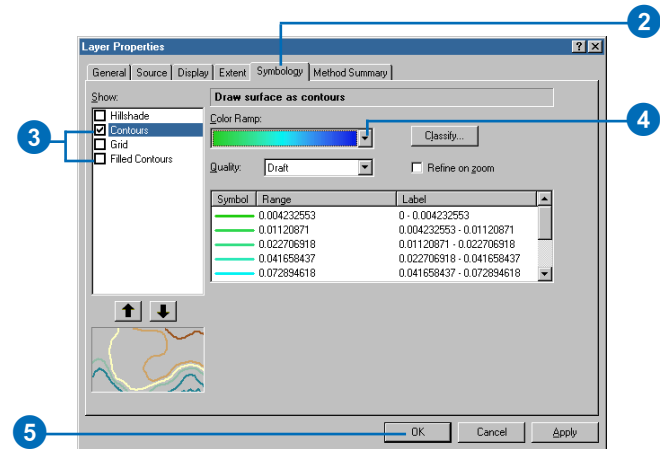 2
Layer Properties
General Source Display Extent Symbology Method Summary
Show:
Hillshade
Contours
Grid
Filled Contours
3
Draw surface as contours
Color Ramp:
4
Classify...
Quality: Draft Refine on zoom
Symbol Range Label
0.004232553 0 - 0.004232553
0.01120871 0.004232553 - 0.01120871
0.022706918 0.01120871 - 0.022706918
0.041658437 0.022706918 - 0.041658437
0.072894618 0.041658437 - 0.072894618
5
OK Cancel Apply